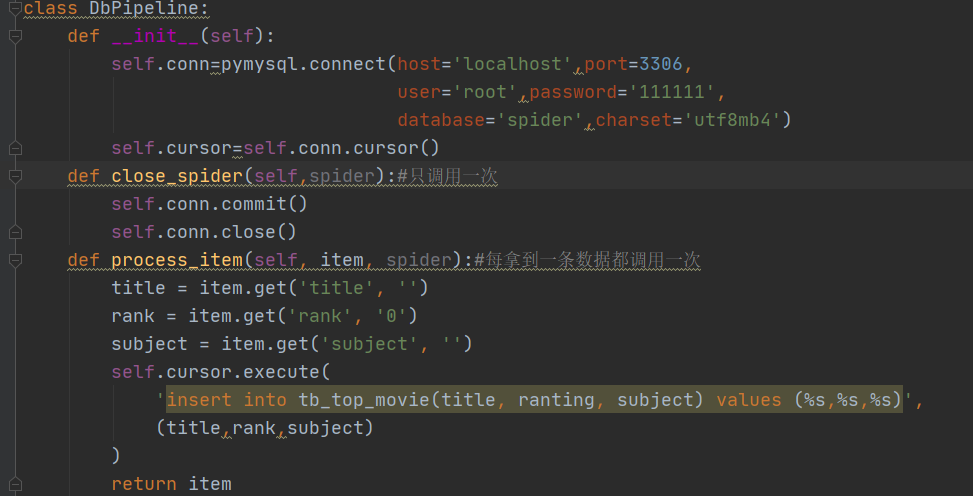 class DbPipeline:
    def __init__(self):
        self.conn=pymysql.connect(host='localhost',port=3306,
                                  user='root',password='111111',
                                  database='spider',charset='utf8mb4')
        self.cursor=self.conn.cursor()
    def close_spider(self,spider):#只调用一次
        self.conn.commit()
        self.conn.close()
    def process_item(self, item, spider):#每拿到一条数据都调用一次
        title = item.get('title', '')
        rank = item.get('rank', '0')
        subject = item.get('subject', '')
        self.cursor.execute(
            'insert into tb_top_movie(title, ranting, subject) values (%s,%s,%s)',
            (title,rank,subject)
        )
        return item